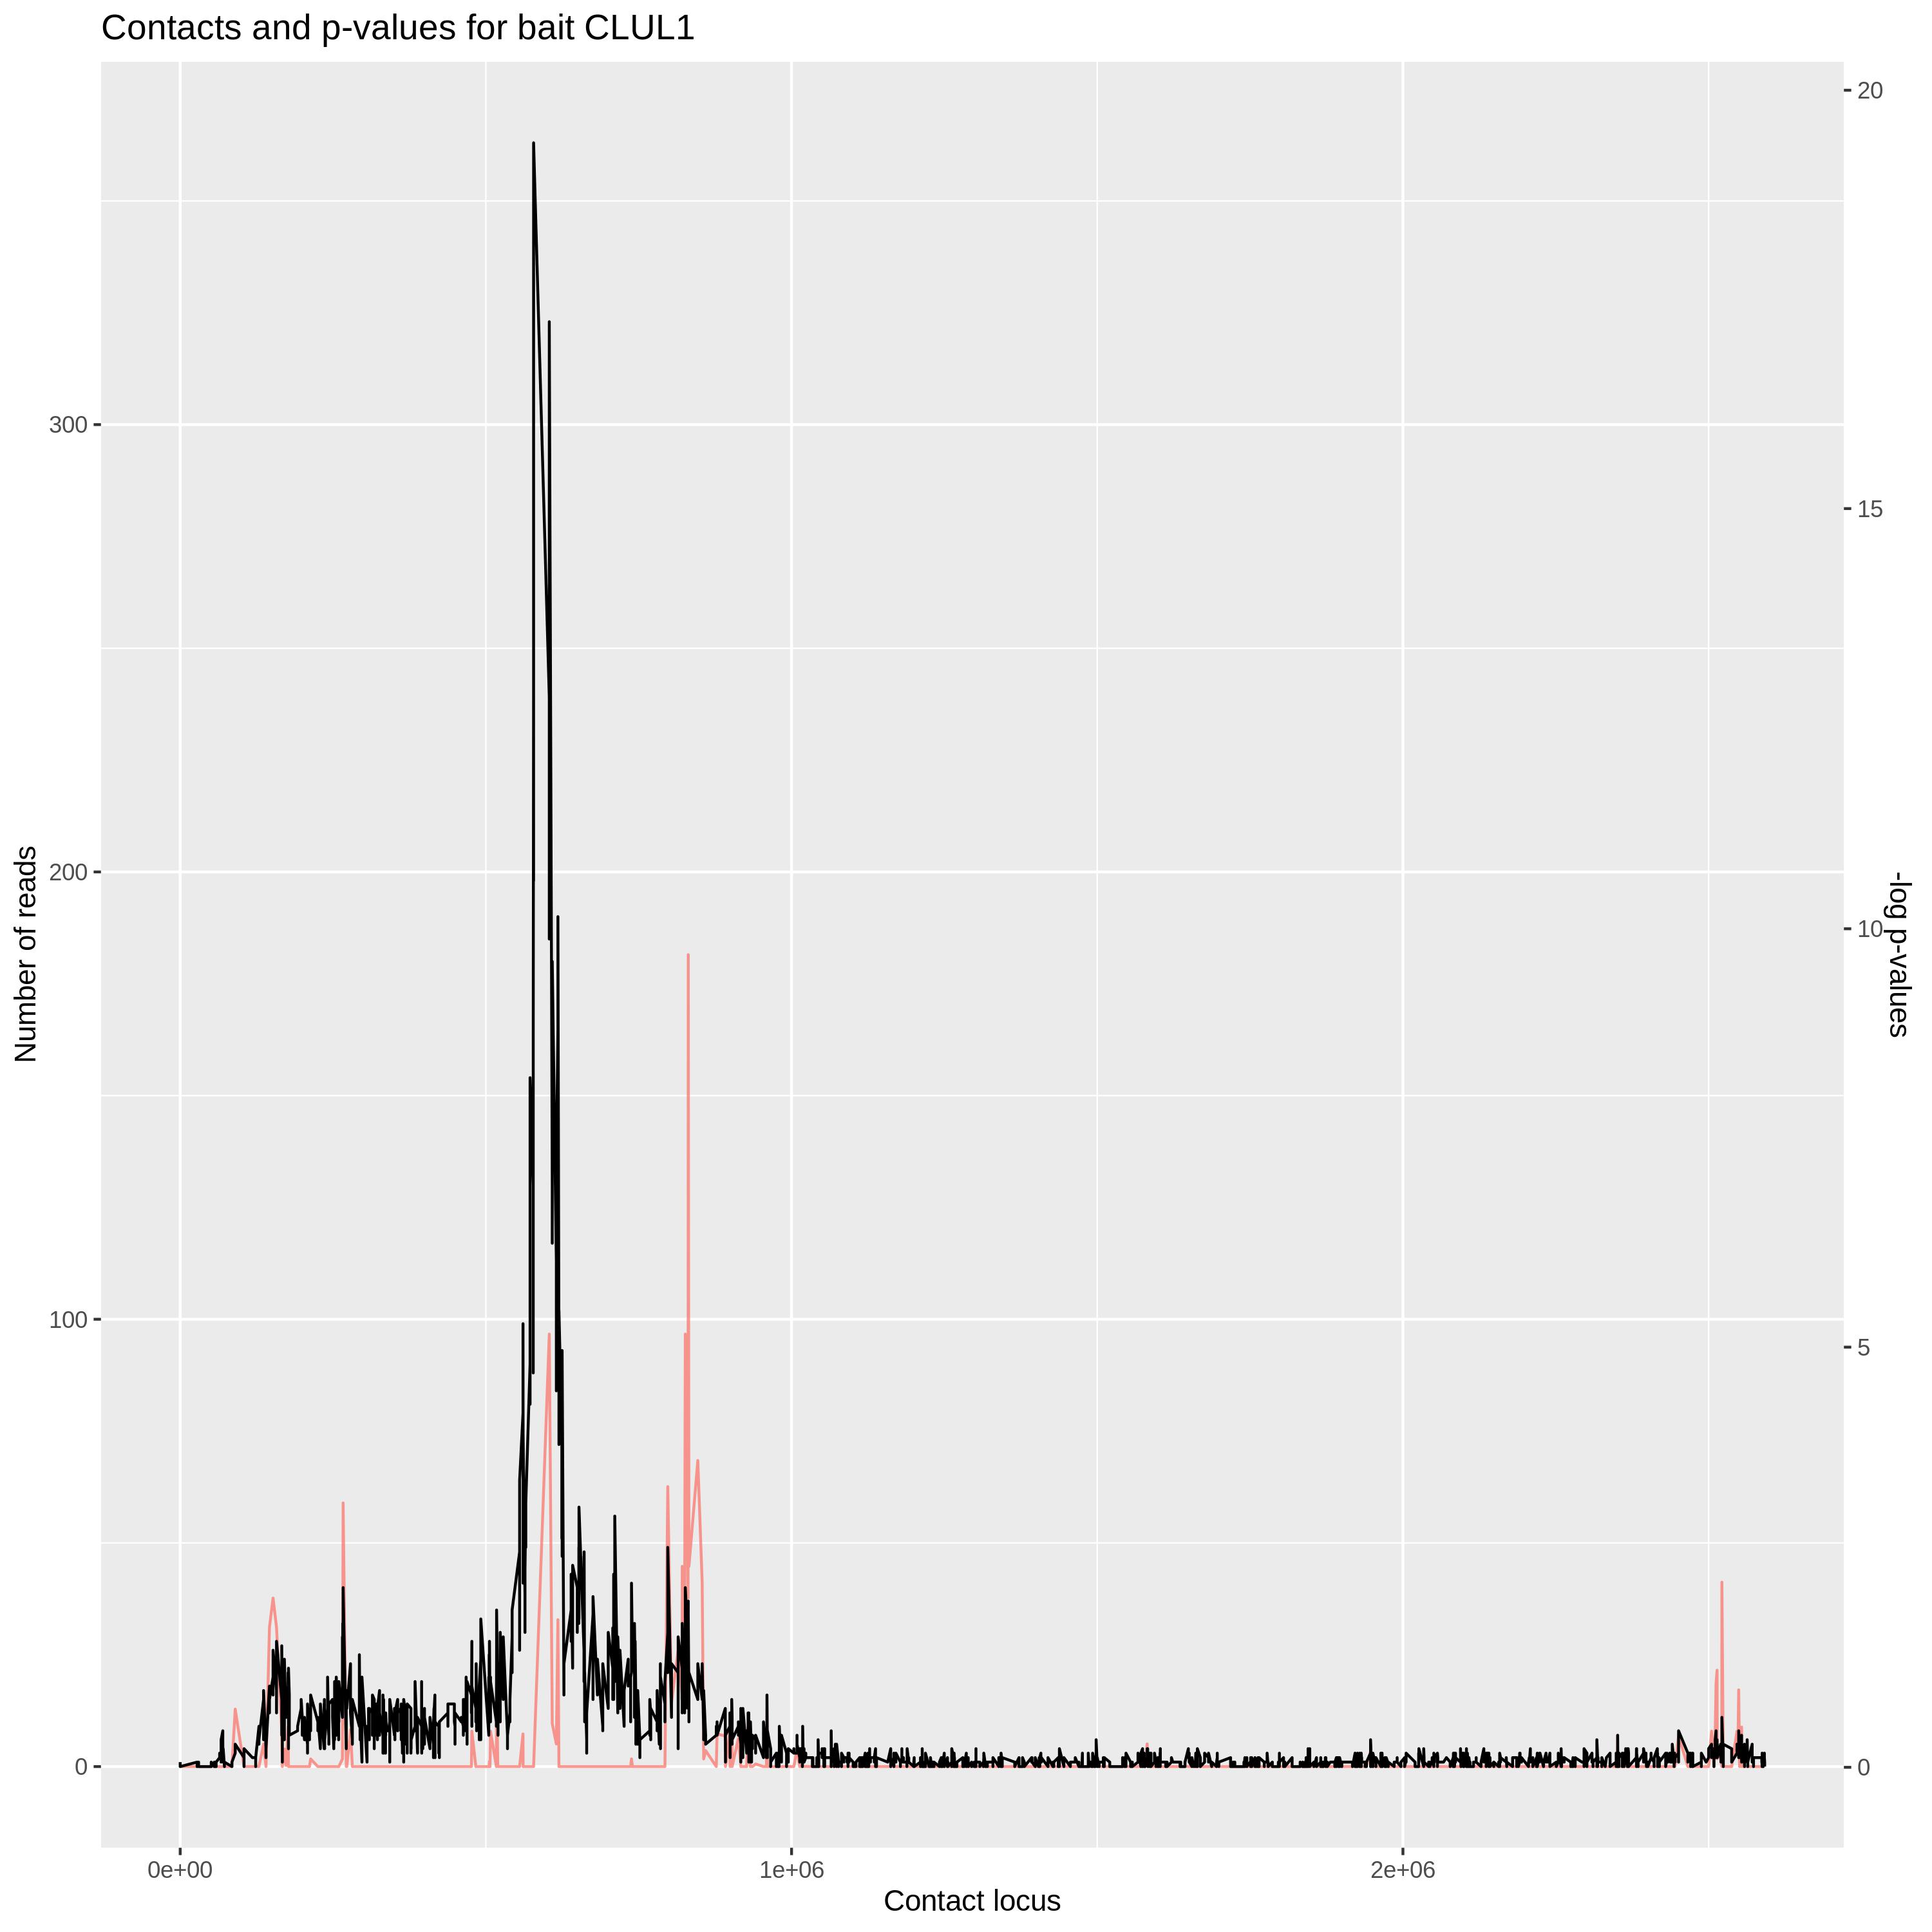 Contacts and p-values for bait CLUL1
Number of reads
300
200
100
0
20
15
10
5
0
-log p-values
0e+00
1e+06
2e+06
Contact locus